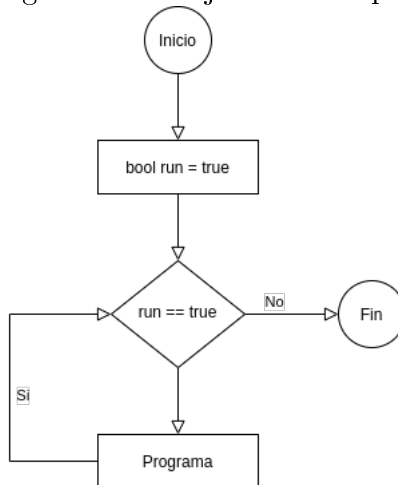 Inicio
bool run = true
run == true
No
Fin
Si
Programa